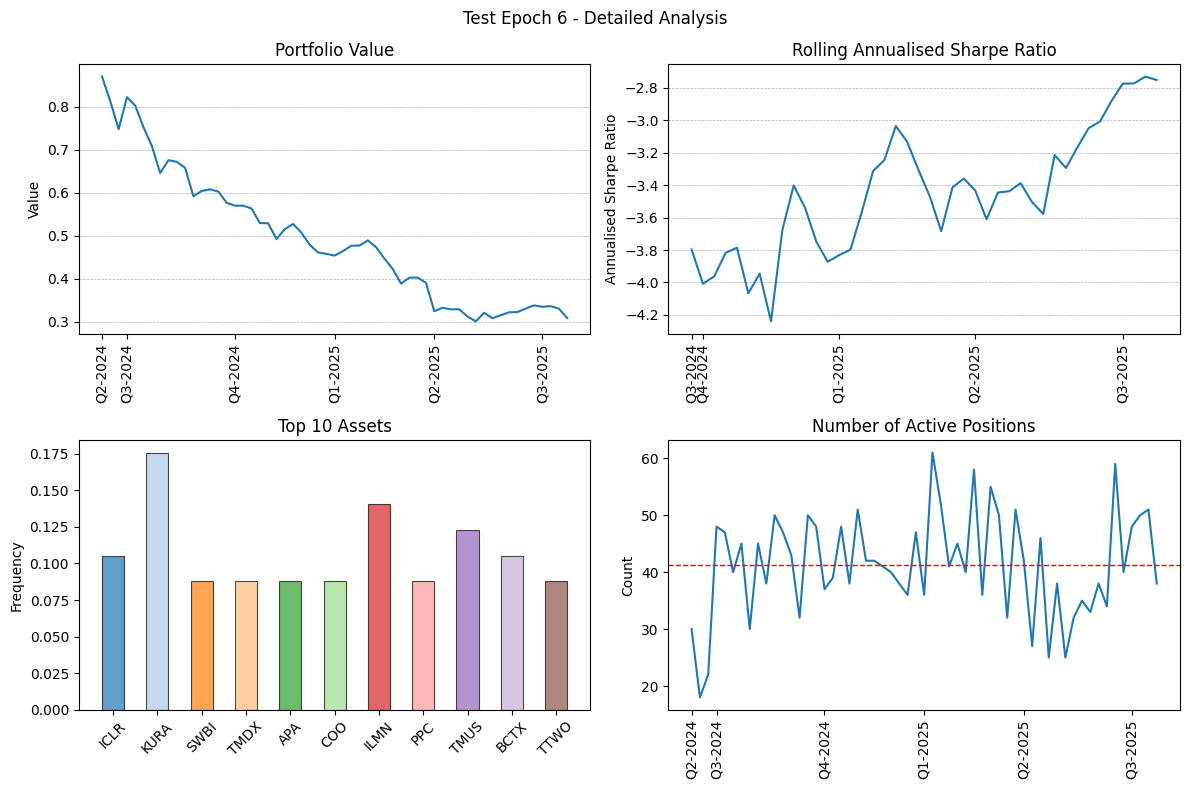 Test Epoch 6 - Detailed Analysis
Portfolio Value
Value
0.8
0.7
0.6
0.5
0.4
0.3
Q2-2024
Q3-2024
Q4-2024
Q1-2025
Q2-2025
Q3-2025
Rolling Annualised Sharpe Ratio
Annualised Sharpe Ratio
−2.8
−3.0
−3.2
−3.4
−3.6
−3.8
−4.0
−4.2
Q3-2024
Q4-2024
Q1-2025
Q2-2025
Q3-2025
Top 10 Assets
Frequency
0.175
0.150
0.125
0.100
0.075
0.050
0.025
0.000
ICLR
KURA
SWBI
TMDX
APA
COO
ILMN
PPC
TMUS
BCTX
TTWO
Number of Active Positions
Count
60
50
40
30
20
Q2-2024
Q3-2024
Q4-2024
Q1-2025
Q2-2025
Q3-2025